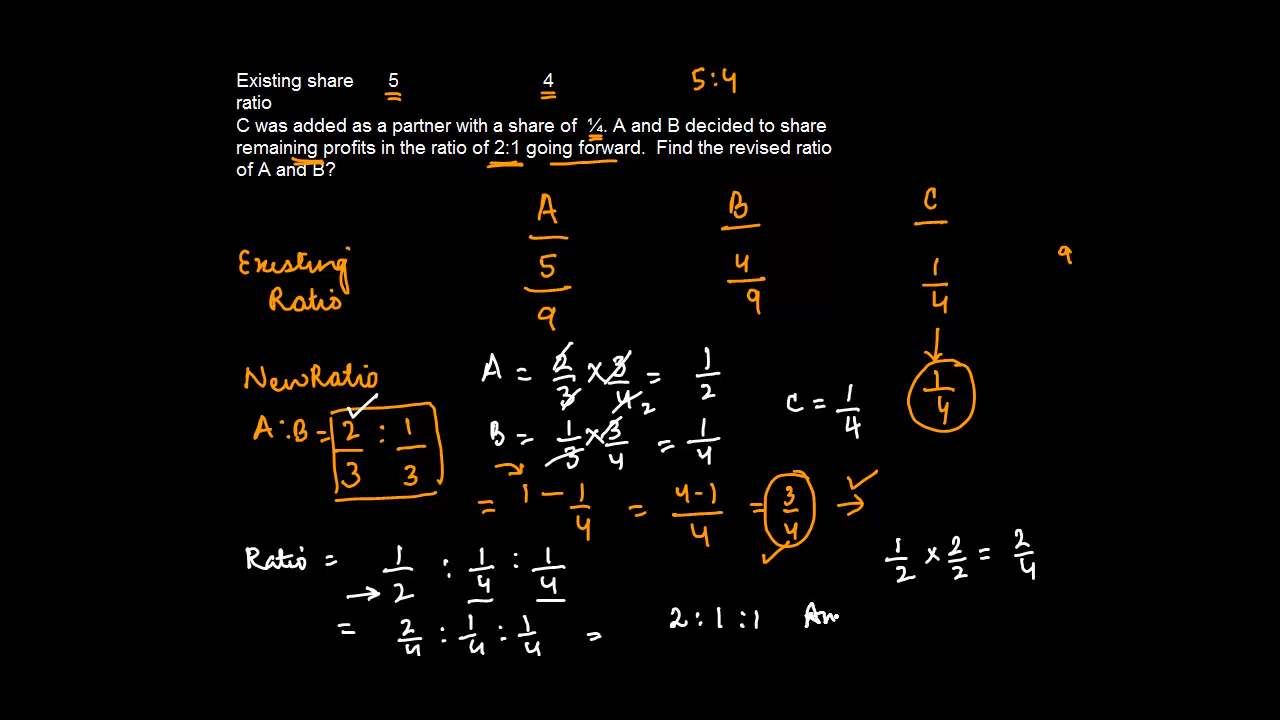 Existing share 5 4 5:4
ratio
C was added as a partner with a share of ¼. A and B decided to share
remaining profits in the ratio of 2:1 going forward. Find the revised ratio
of A and B?
A B C
Existing Ratio 5/9 4/9 1/4 9
New Ratio A = 2/3 × 3/4 2 = 1/2 1/4
C = 1/4
A:B = 2/3 : 1/3 B = 1/3 × 3/4 = 1/4
= 1 - 1/4 = 4-1/4 = 3/4
Ratio = 1/2 : 1/4 : 1/4 1/2 × 2/2 = 2/4
= 2/4 : 1/4 : 1/4 = 2:1:1 Ans